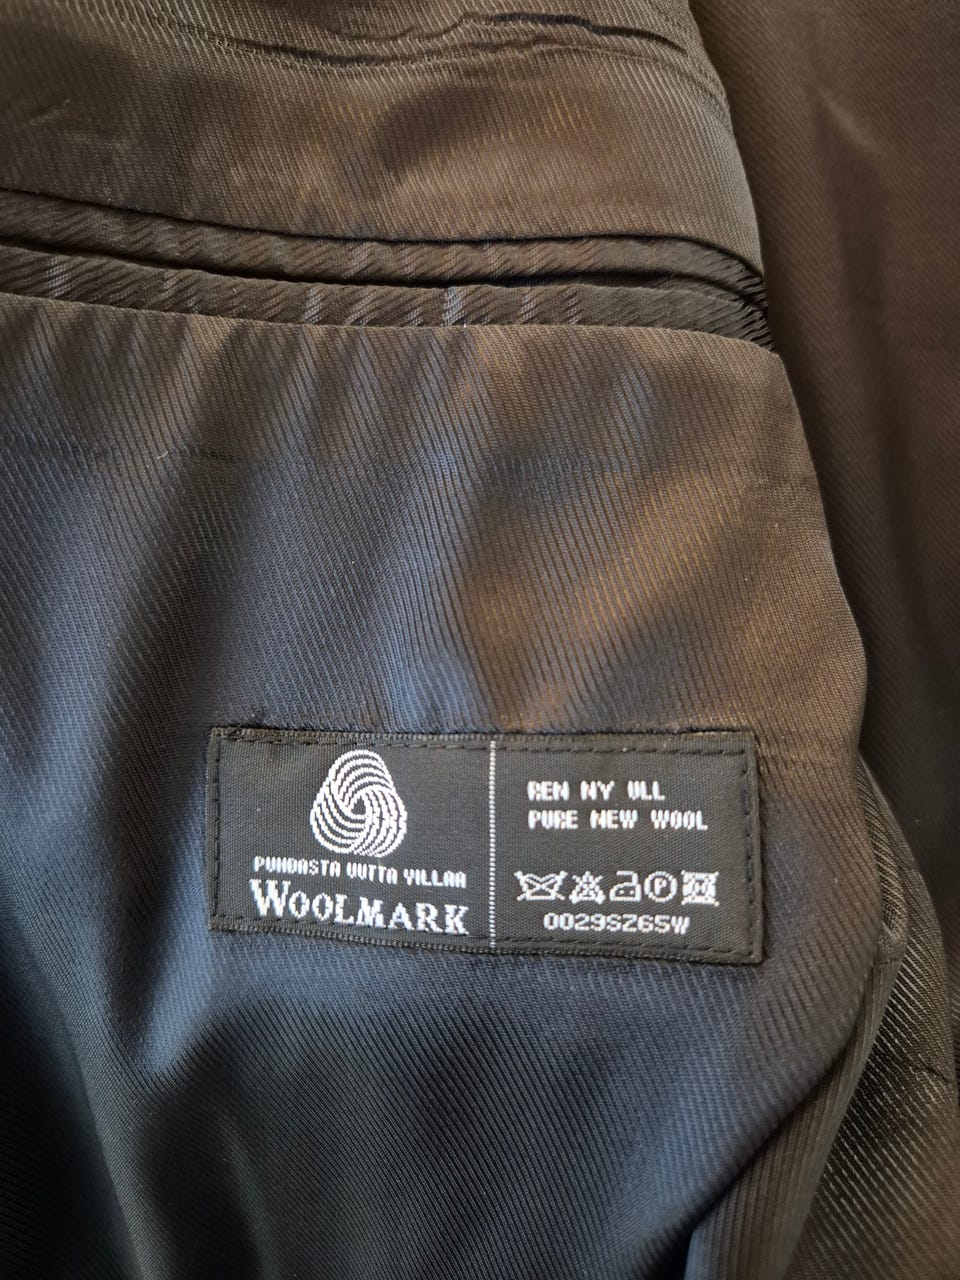 PUHDASTA UUTTA VILLAA
WOOLMARK
REN NY ULL
PURE NEW WOOL
P
0029SZ65W